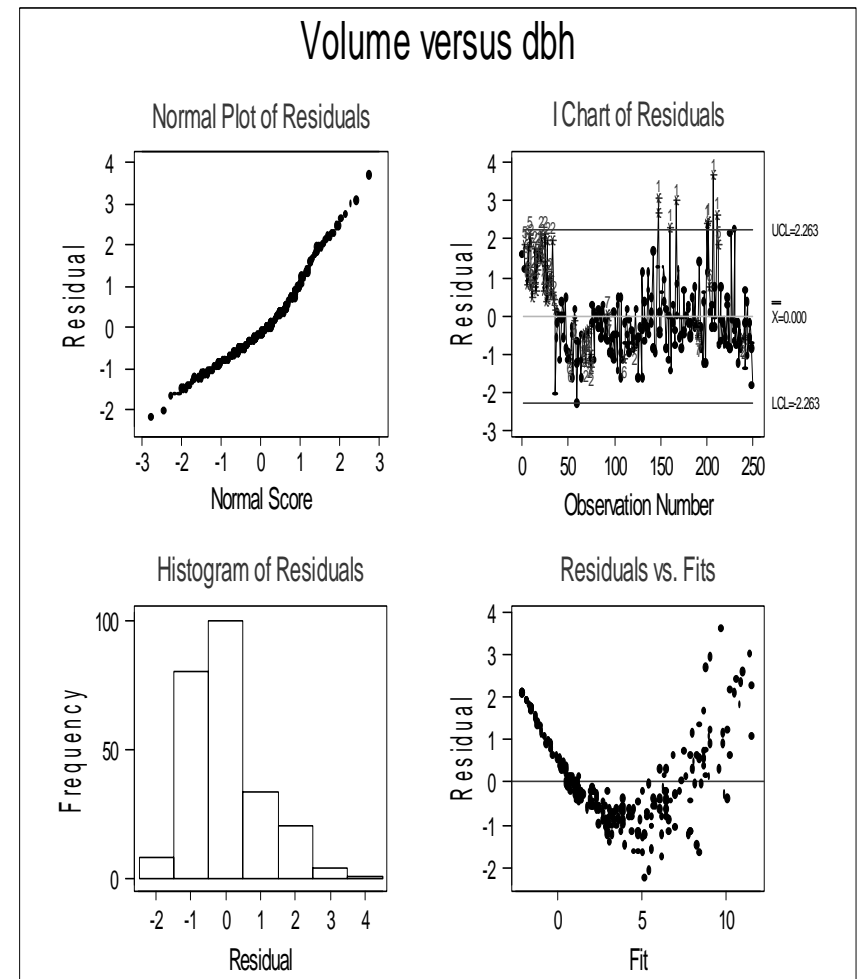 Volume versus dbh
Normal Plot of Residuals
4
3
2
1
0
-1
-2
Residual
-3 -2 -1 0 1 2 3
Normal Score
I Chart of Residuals
4
3
2
1
0
-1
-2
-3
Residual
UCL=2.263
X=0.000
LCL=-2.263
0 50 100 150 200 250
Observation Number
Histogram of Residuals
100
50
0
Frequency
-2 -1 0 1 2 3 4
Residual
Residuals vs. Fits
4
3
2
1
0
-1
-2
Residual
0 5 10
Fit